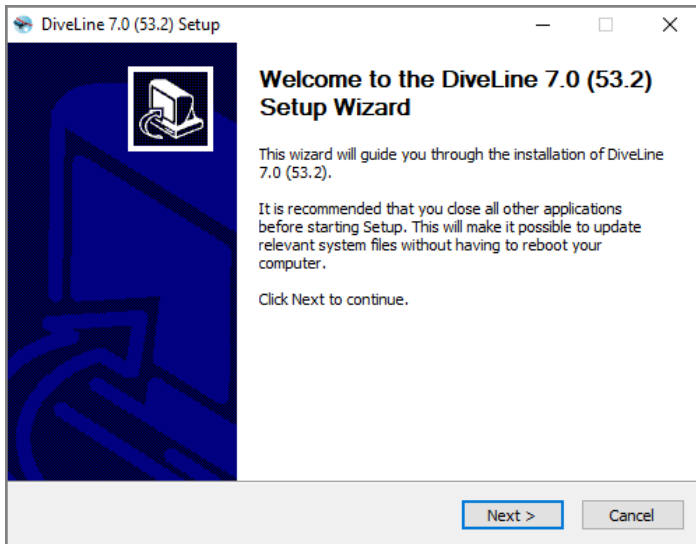 DiveLine 7.0 (53.2) Setup
Welcome to the DiveLine 7.0 (53.2)
Setup Wizard
This wizard will guide you through the installation of DiveLine
7.0 (53.2).
It is recommended that you close all other applications
before starting Setup. This will make it possible to update
relevant system files without having to reboot your
computer.
Click Next to continue.
Next >
Cancel